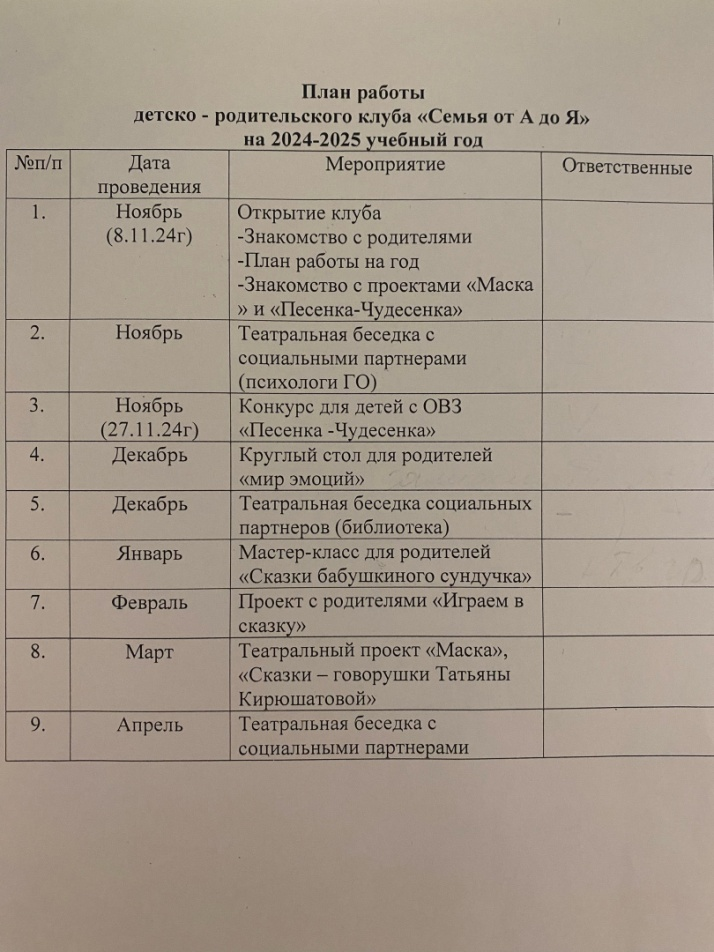 План работы
детско - родительского клуба «Семья от А до Я»
на 2024-2025 учебный год
№п/п
Дата
проведения
Мероприятие
Ответственные
1.
Ноябрь
(8.11.24г)
Открытие клуба
-Знакомство с родителями
-План работы на год
-Знакомство с проектами «Маска
» и «Песенка-Чудесенка»
2.
Ноябрь
Театральная беседка с
социальными партнерами
(психологи ГО)
3.
Ноябрь
(27.11.24г)
Конкурс для детей с ОВЗ
«Песенка -Чудесенка»
4.
Декабрь
Круглый стол для родителей
«мир эмоций»
5.
Декабрь
Театральная беседка социальных
партнеров (библиотека)
6.
Январь
Мастер-класс для родителей
«Сказки бабушкиного сундучка»
7.
Февраль
Проект с родителями «Играем в
сказку»
8.
Март
Театральный проект «Маска»,
«Сказки – говорушки Татьяны
Кирюшатовой»
9.
Апрель
Театральная беседка с
социальными партнерами